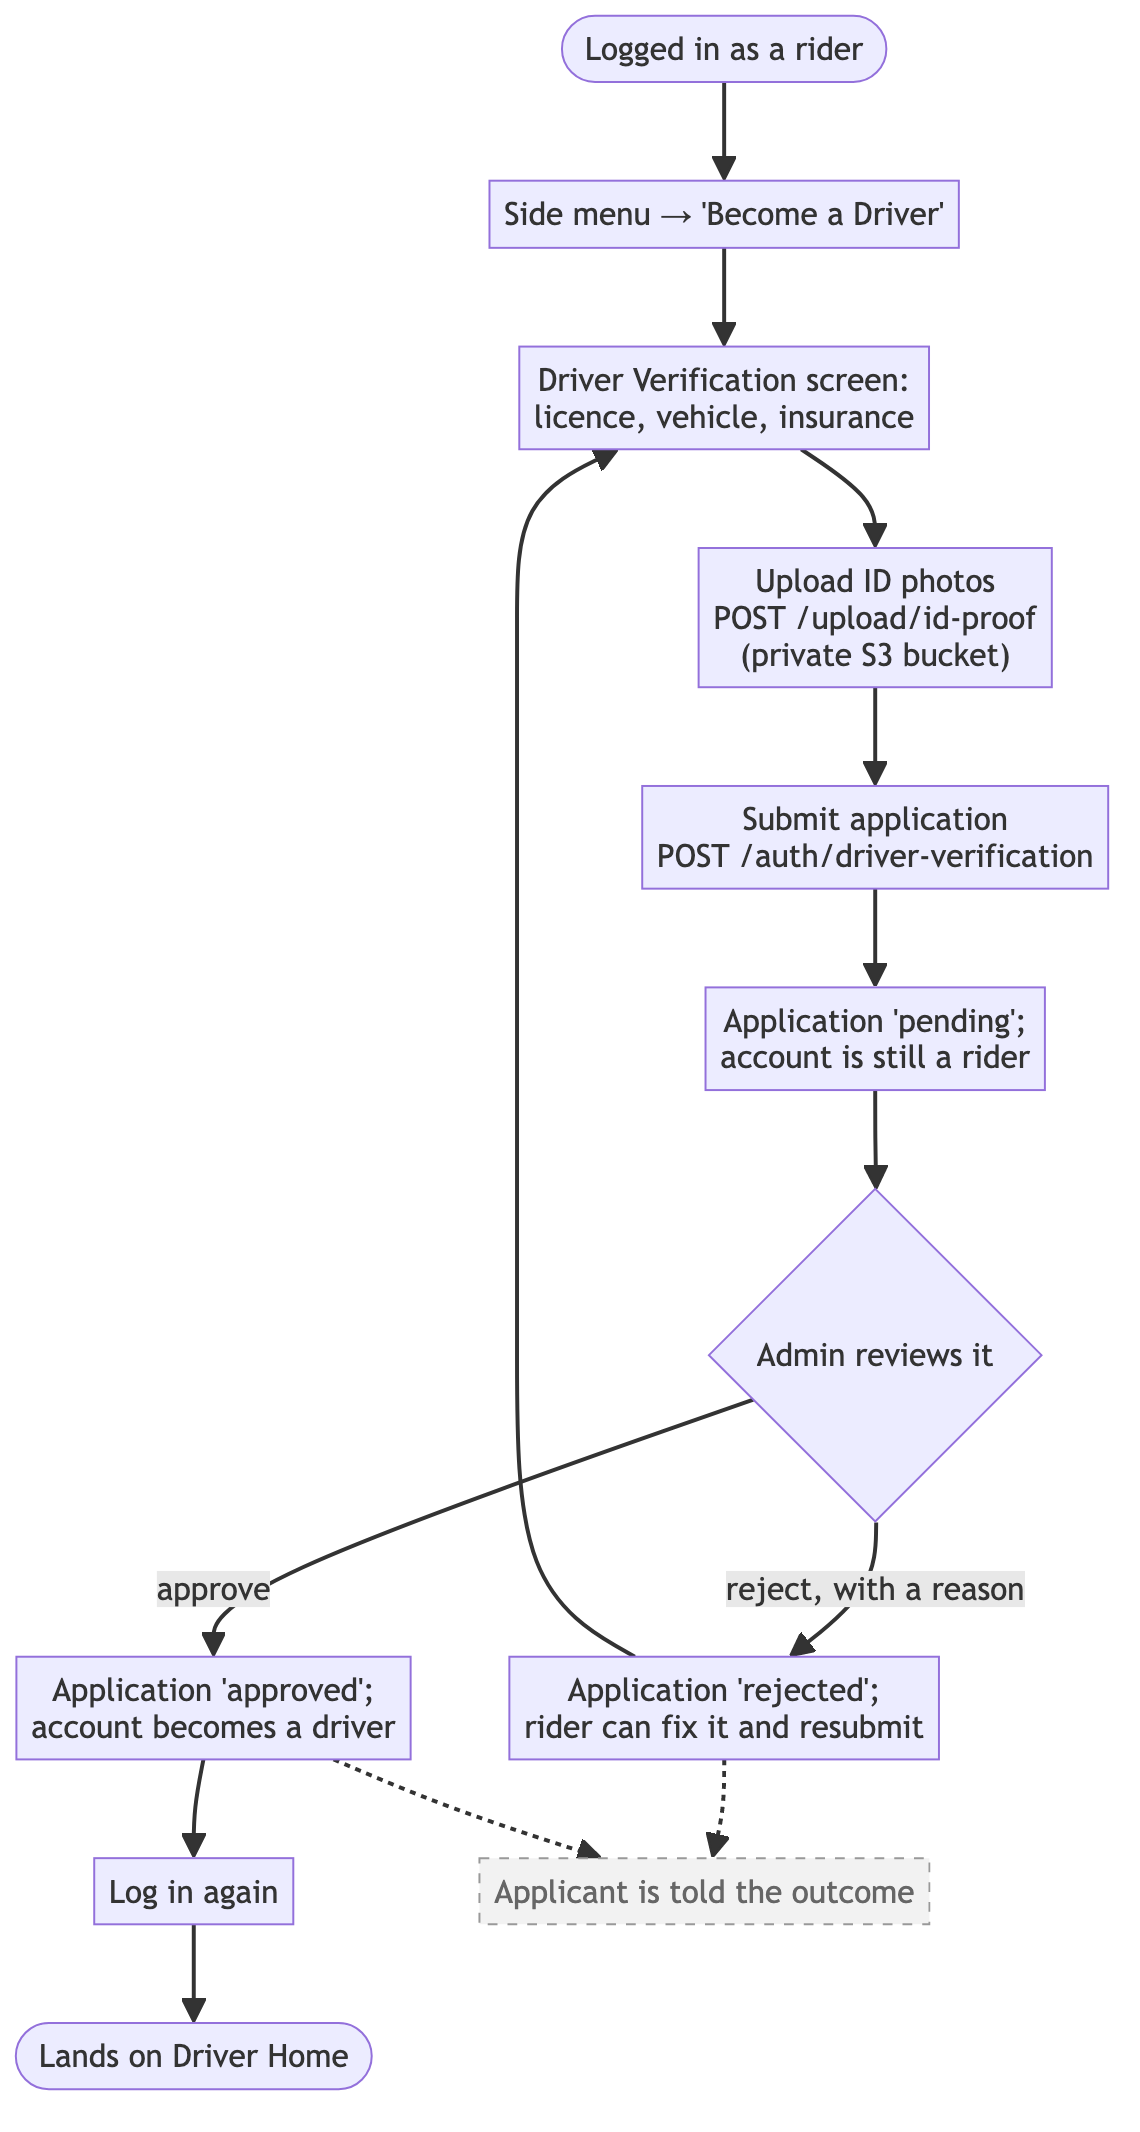 Logged in as a rider
Side menu → 'Become a Driver'
Driver Verification screen:
licence, vehicle, insurance
Upload ID photos
POST /upload/id-proof
(private S3 bucket)
Submit application
POST /auth/driver-verification
Application 'pending';
account is still a rider
Admin reviews it
approve
reject, with a reason
Application 'approved';
account becomes a driver
Application 'rejected';
rider can fix it and resubmit
Log in again
Applicant is told the outcome
Lands on Driver Home